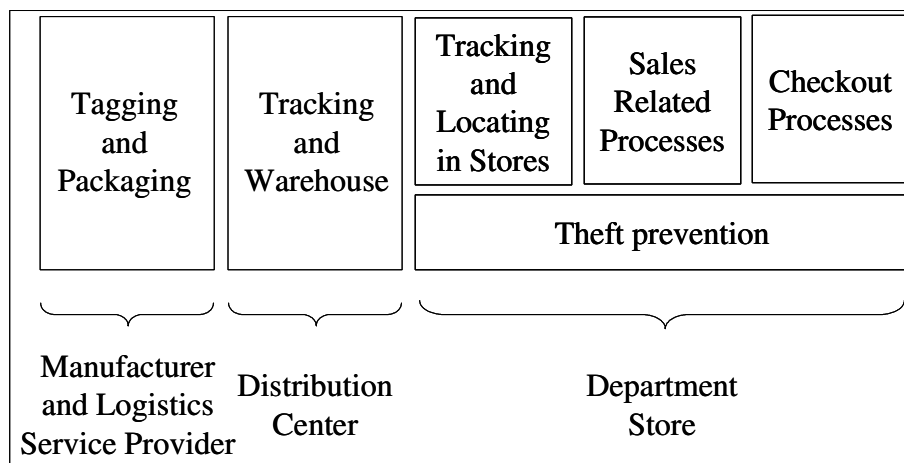 Tagging
and
Packaging
Tracking
and
Warehouse
Tracking
and
Locating
in Stores
Sales
Related
Processes
Checkout
Processes
Theft prevention
Manufacturer
and Logistics
Service Provider
Distribution
Center
Department
Store